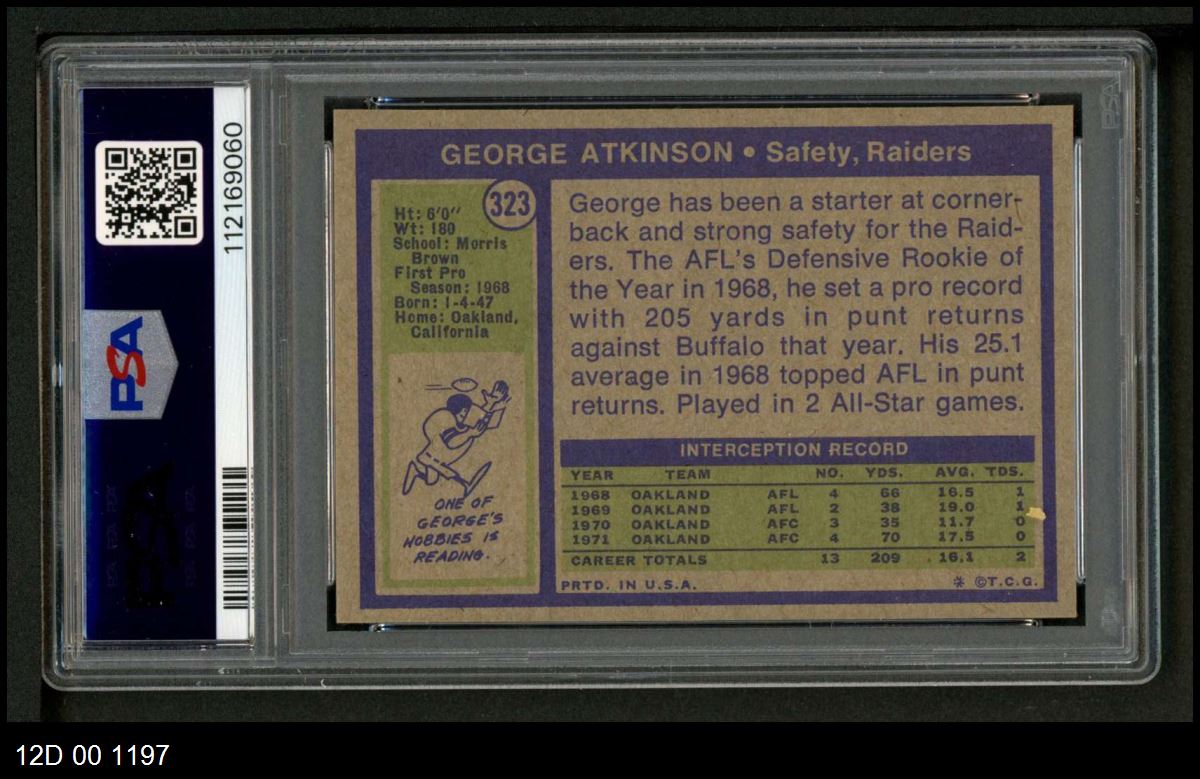 112169060
PSA
GEORGE ATKINSON • Safety, Raiders
323
Ht: 6'0"
Wt: 180
School: Morris
Brown
First Pro
Season: 1968
Born: 1-4-47
Home: Oakland,
California
ONE OF
GEORGE'S
HOBBIES IS
READING.
George has been a starter at corner-
back and strong safety for the Raid-
ers. The AFL's Defensive Rookie of
the Year in 1968, he set a pro record
with 205 yards in punt returns
against Buffalo that year. His 25.1
average in 1968 topped AFL in punt
returns. Played in 2 All-Star games.
INTERCEPTION RECORD
YEAR TEAM NO. YDS. AVG. TDS.
1968 OAKLAND AFL 4 66 16.5 1
1969 OAKLAND AFL 2 38 19.0 1
1970 OAKLAND AFC 3 35 11.7 0
1971 OAKLAND AFC 4 70 17.5 0
CAREER TOTALS 13 209 16.1 2
PRTD. IN U.S.A. * ©T.C.G.
PSA
12D 00 1197